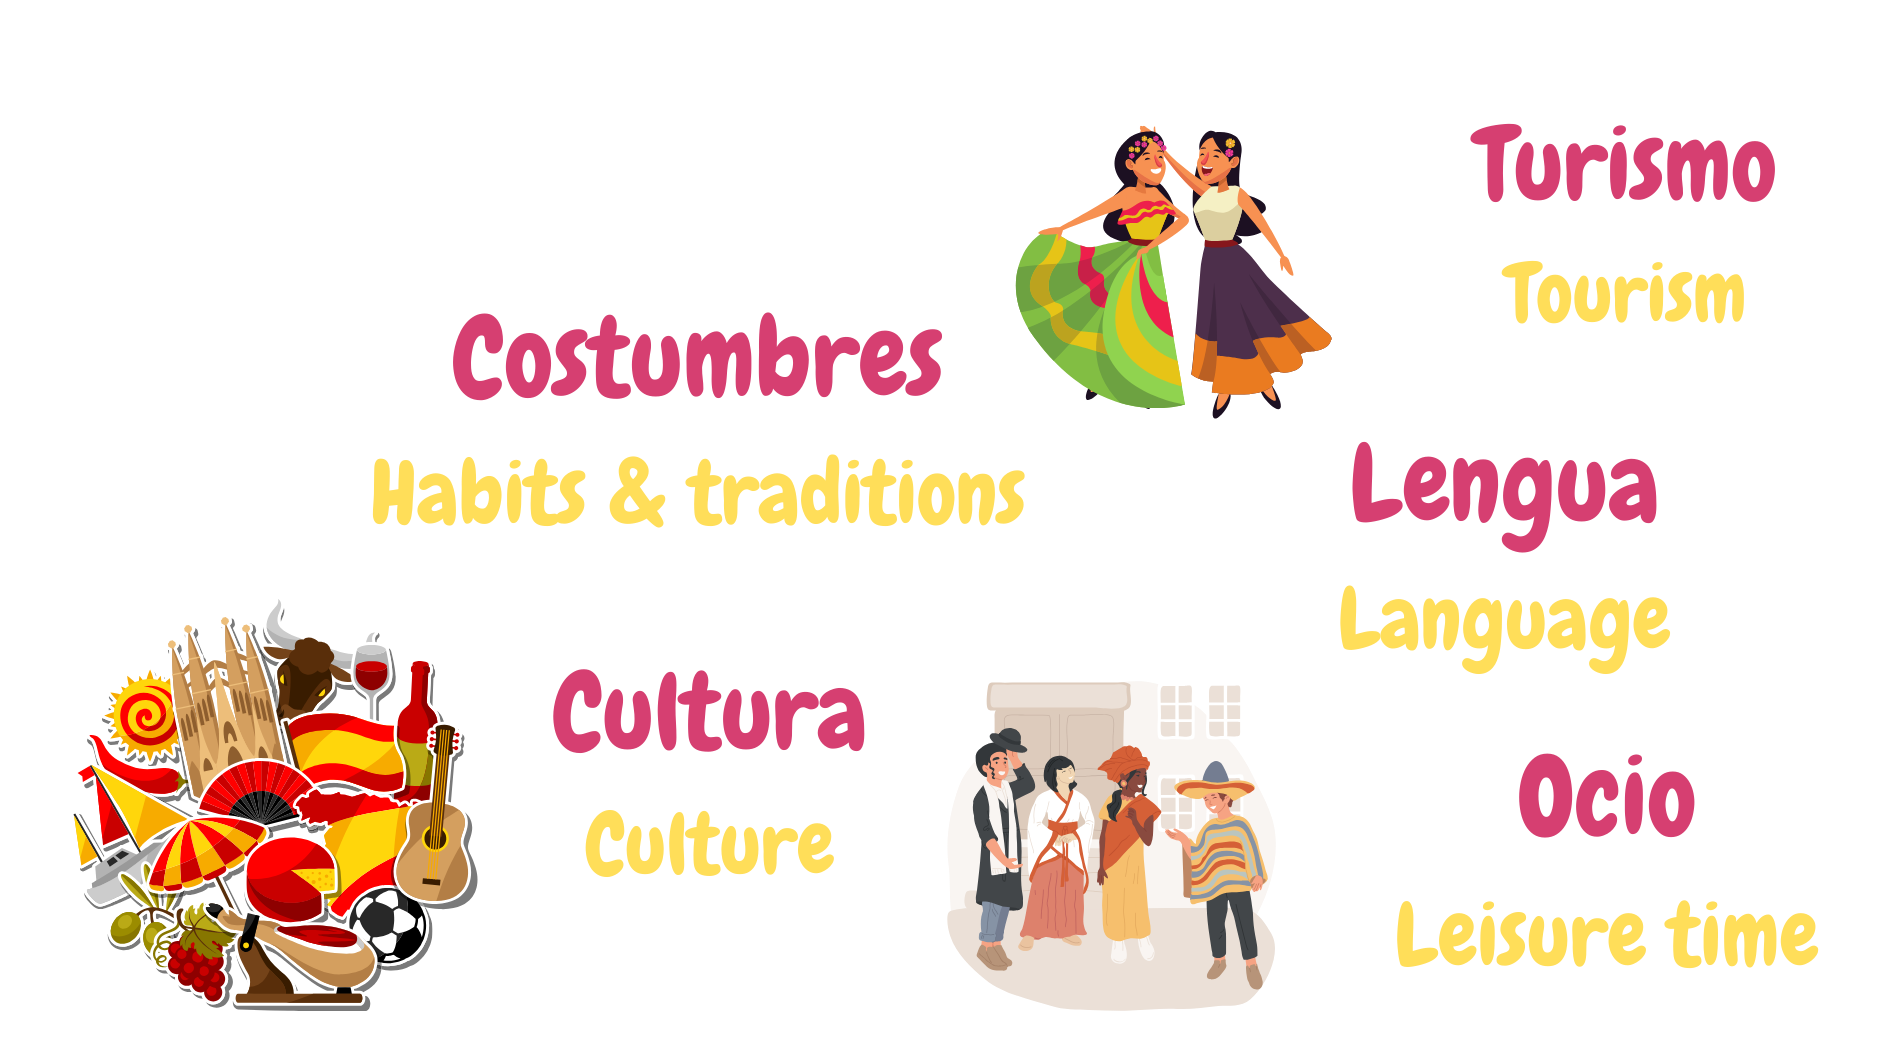 Costumbres
Habits & traditions
Cultura
Culture
Turismo
Tourism
Lengua
Language
Ocio
Leisure time